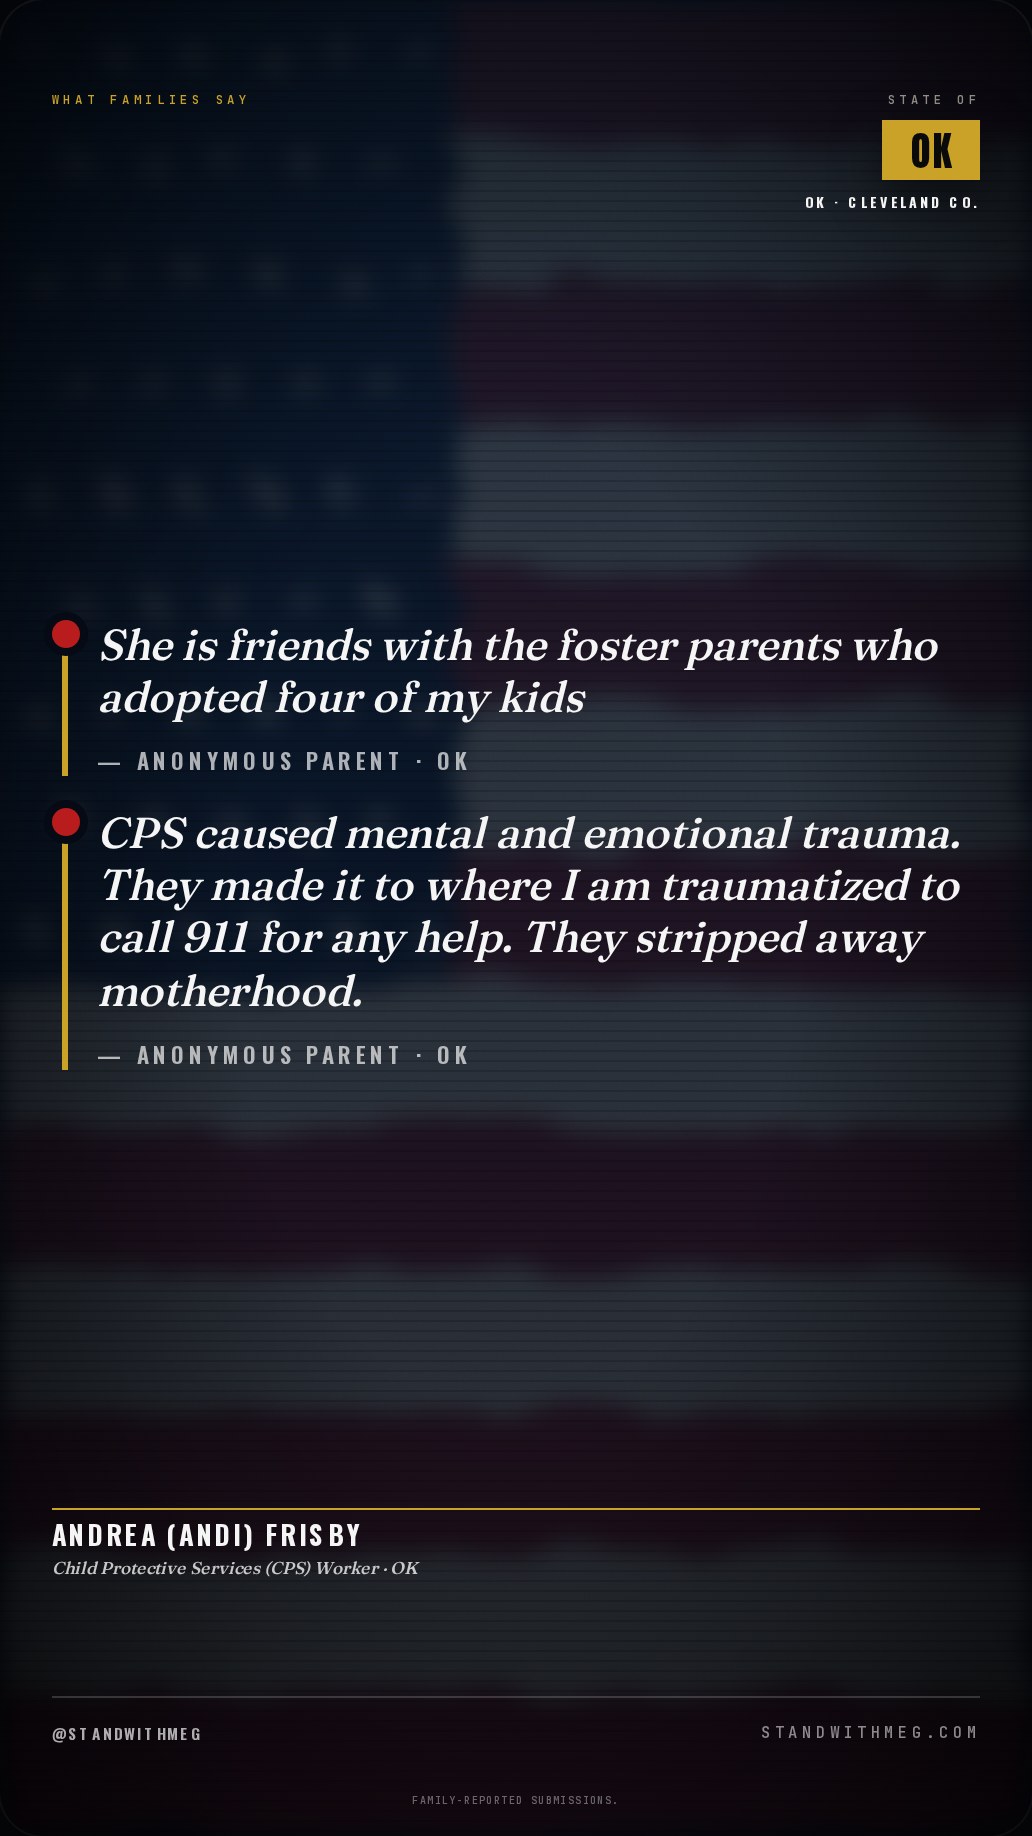 WHAT FAMILIES SAY
STATE OF
OK
OK · CLEVELAND CO.
She is friends with the foster parents who
adopted four of my kids
— ANONYMOUS PARENT · OK
CPS caused mental and emotional trauma.
They made it to where I am traumatized to
call 911 for any help. They stripped away
motherhood.
— ANONYMOUS PARENT · OK
ANDREA (ANDI) FRISBY
Child Protective Services (CPS) Worker · OK
@STANDWITHMEG
STANDWITHMEG.COM
FAMILY-REPORTED SUBMISSIONS.